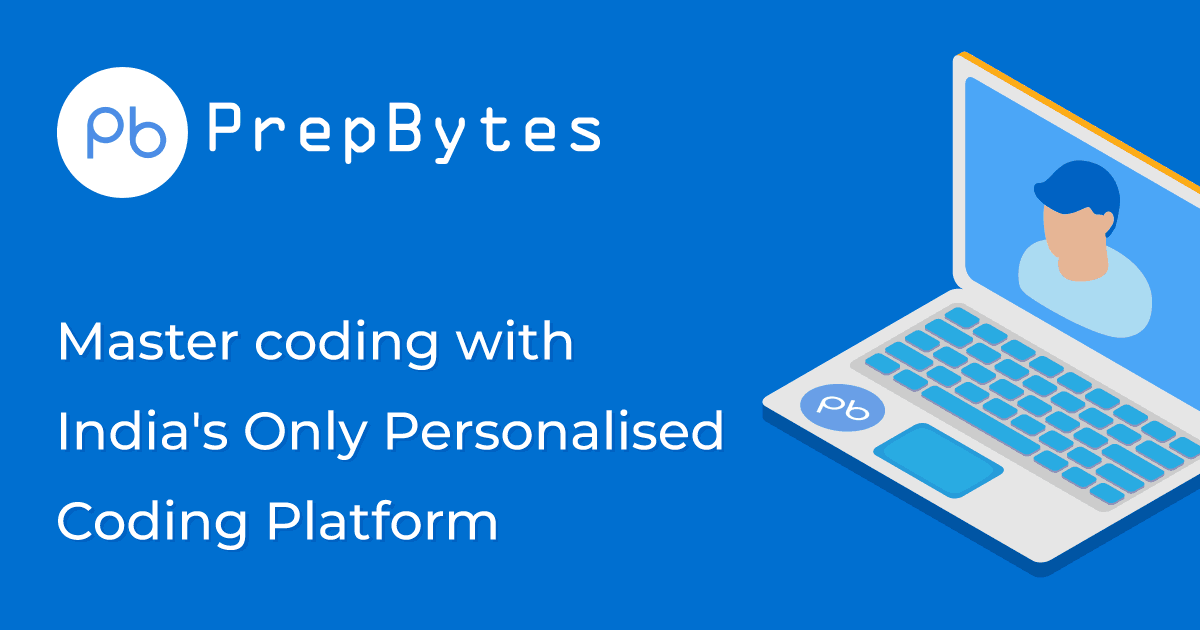 pb PrepBytes
Master coding with
India's Only Personalised
Coding Platform
pb